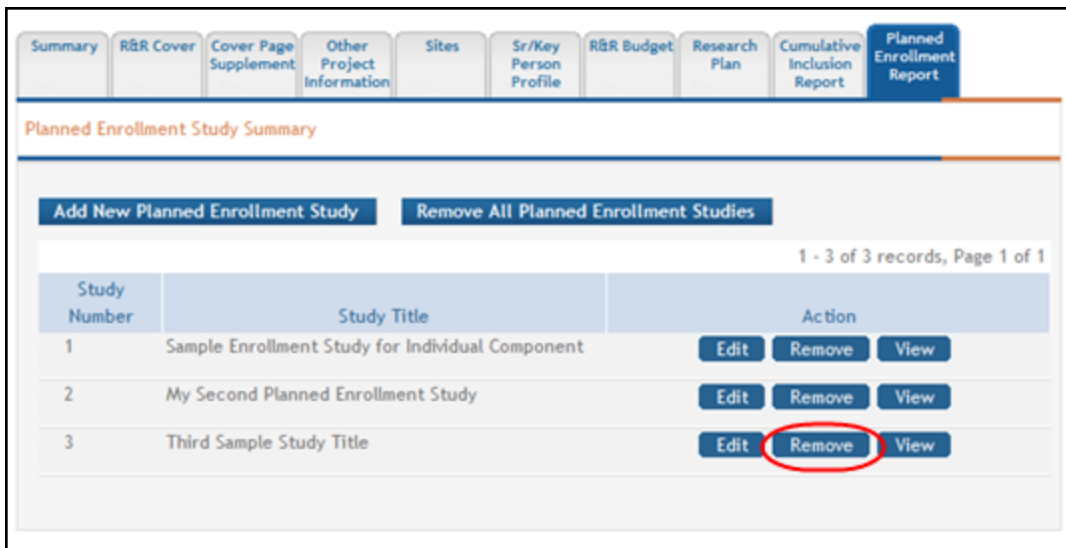 Summary
R&R Cover
Cover Page
Supplement
Other
Project
Information
Sites
Sr/Key
Person
Profile
R&R Budget
Research
Plan
Cumulative
Inclusion
Report
Planned
Enrollment
Report
Planned Enrollment Study Summary
Add New Planned Enrollment Study Remove All Planned Enrollment Studies
1 - 3 of 3 records, Page 1 of 1
Study
Number Study Title Action
1 Sample Enrollment Study for Individual Component Edit Remove View
2 My Second Planned Enrollment Study Edit Remove View
3 Third Sample Study Title Edit Remove View